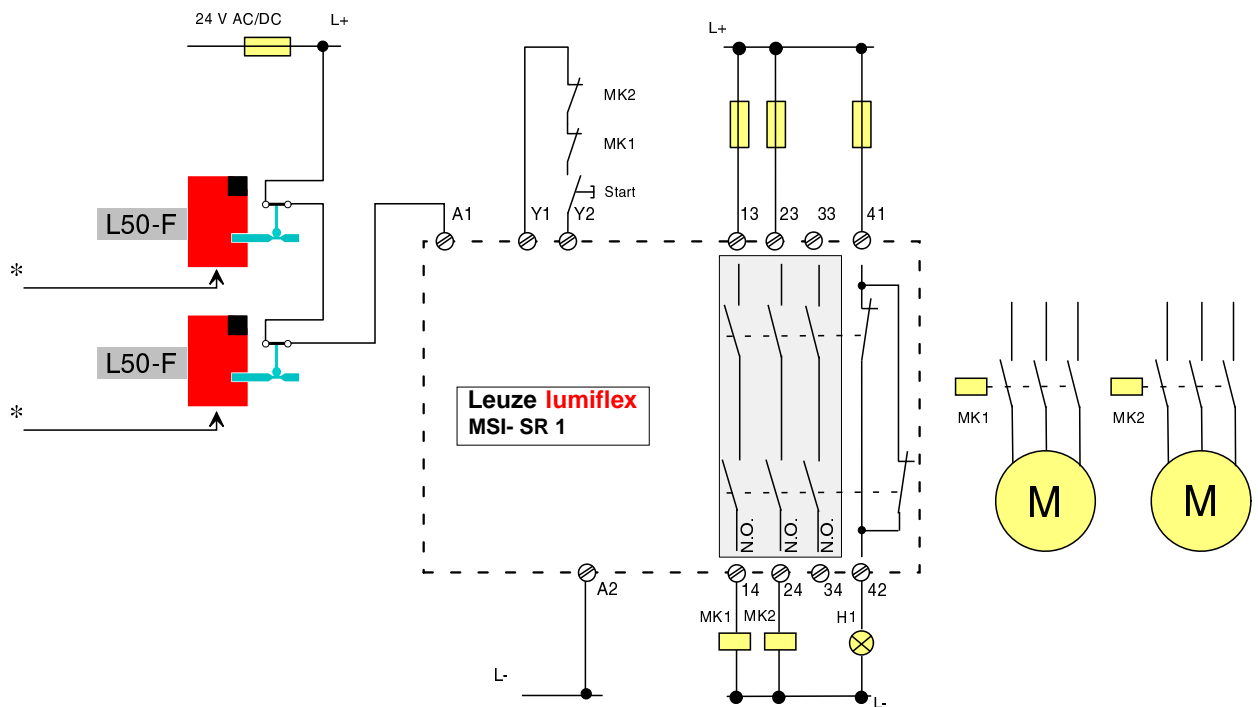 24 V AC/DC
L+
L+
MK2
MK1
Start
A1
Y1
Y2
13
23
33
41
L50-F
*
L50-F
*
Leuze lumiflex
MSI- SR 1
MK1
MK2
M
M
N.O.
N.O.
N.O.
A2
14
24
34
42
MK1
MK2
H1
L-
L-